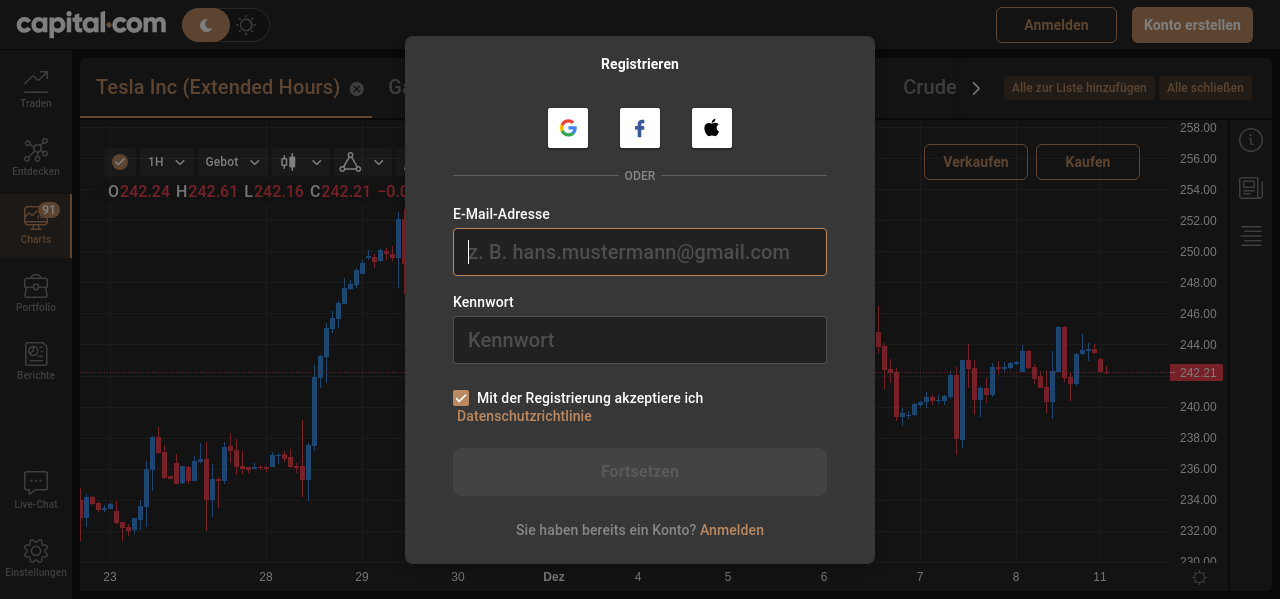 capital.com
Anmelden
Konto erstellen
Registrieren
Tesla Inc (Extended Hours)
Crude
Alle zur Liste hinzufügen
Alle schließen
Traden
Entdecken
91
Charts
Portfolio
Berichte
Live-Chat
Einstellungen
1H
Gebot
O242.24 H242.61 L242.16 C242.21
Verkaufen
Kaufen
ODER
E-Mail-Adresse
z. B. hans.mustermann@gmail.com
Kennwort
Kennwort
Mit der Registrierung akzeptiere ich
Datenschutzrichtlinie
Fortsetzen
Sie haben bereits ein Konto? Anmelden
258.00
256.00
254.00
252.00
250.00
248.00
246.00
244.00
242.21
240.00
238.00
236.00
234.00
232.00
230.00
23 28 29 30 Dez 4 5 6 7 8 11